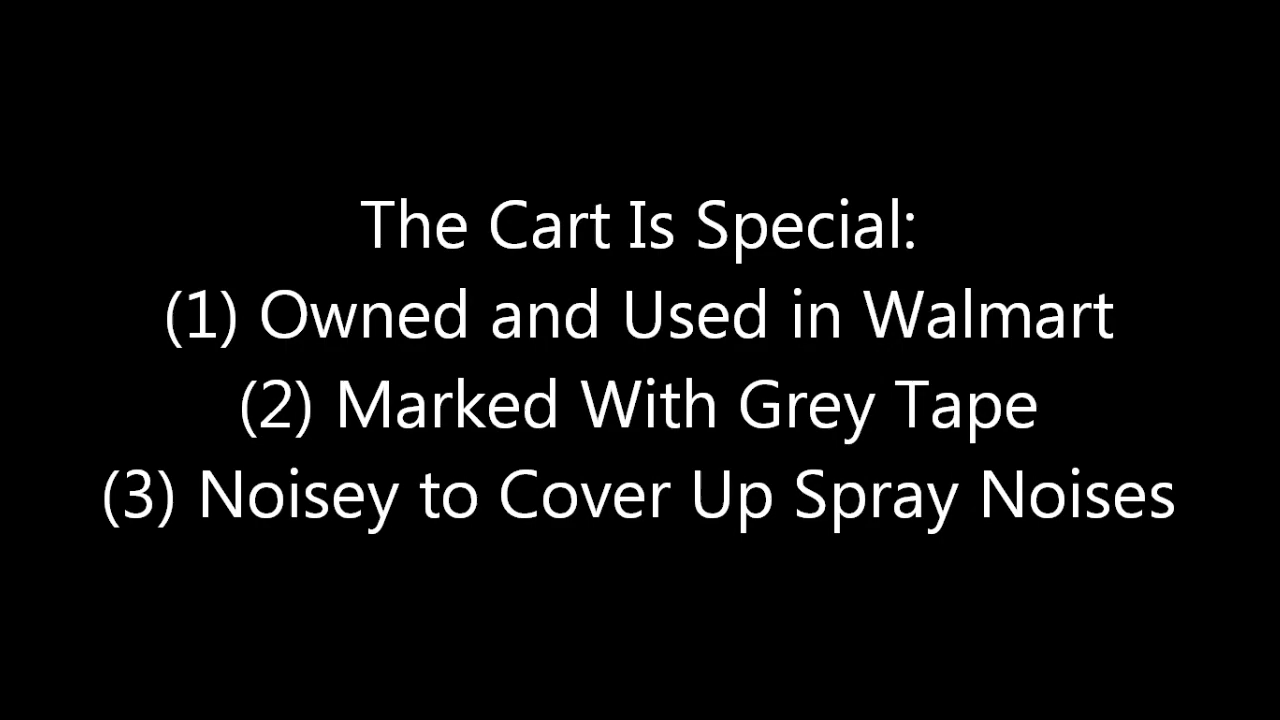 The Cart Is Special:
(1) Owned and Used in Walmart
(2) Marked With Grey Tape
(3) Noisey to Cover Up Spray Noises